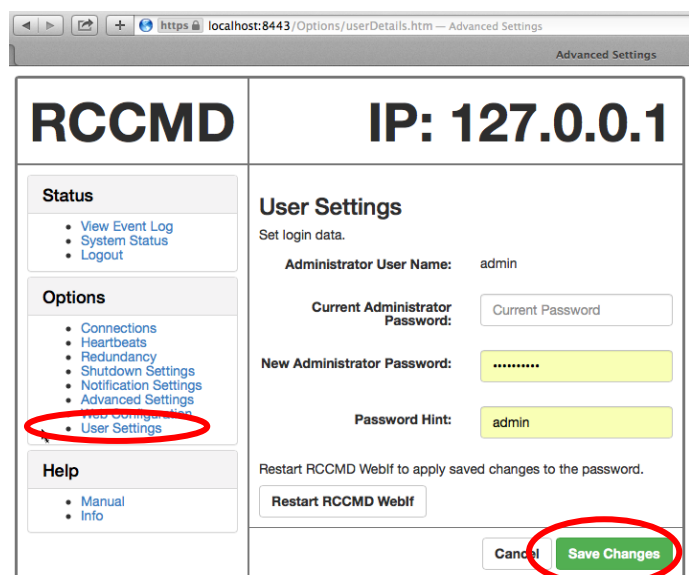 https localhost:8443/Options/userDetails.htm — Advanced Settings
Advanced Settings
RCCMD
IP: 127.0.0.1
Status
View Event Log
System Status
Logout
Options
Connections
Heartbeats
Redundancy
Shutdown Settings
Notification Settings
Advanced Settings
Web Configuration
User Settings
Help
Manual
Info
User Settings
Set login data.
Administrator User Name: admin
Current Administrator
Password: Current Password
New Administrator Password: ••••••••••
Password Hint: admin
Restart RCCMD WebIf to apply saved changes to the password.
Restart RCCMD WebIf
Cancel Save Changes